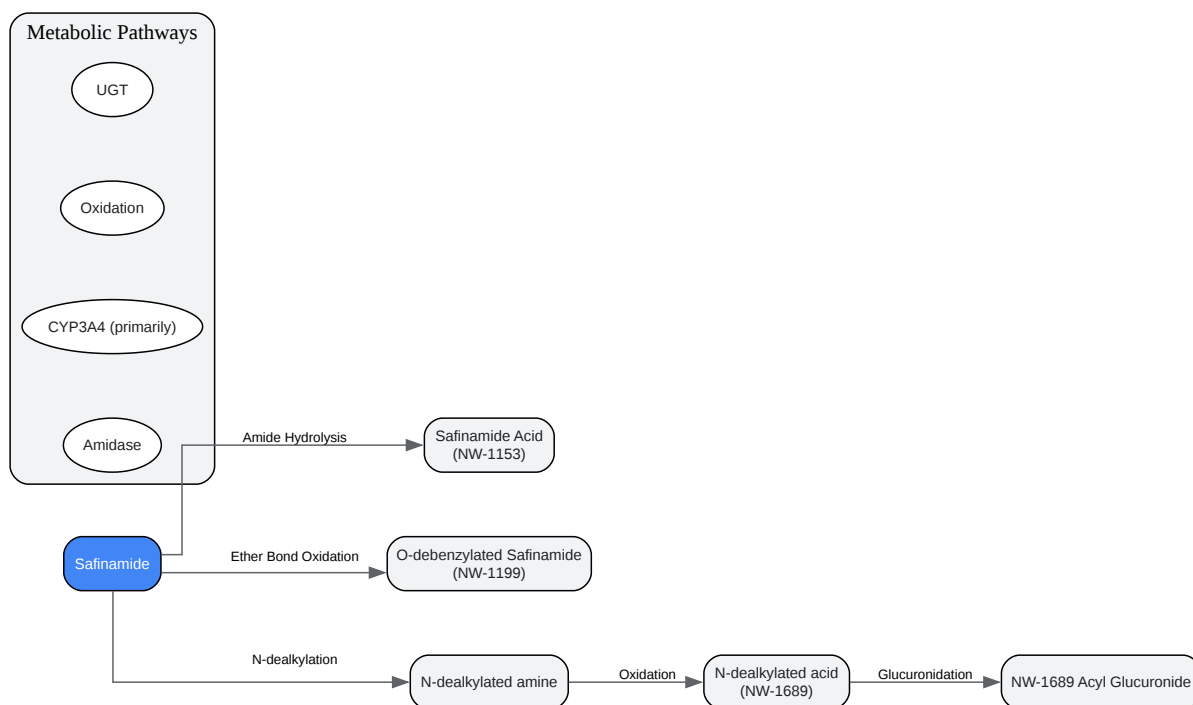 Metabolic Pathways
UGT
Oxidation
CYP3A4 (primarily)
Amidase
Amide Hydrolysis
Safinamide Acid
(NW-1153)
Safinamide
Ether Bond Oxidation
O-debenzylated Safinamide
(NW-1199)
N-dealkylation
N-dealkylated amine
Oxidation
N-dealkylated acid
(NW-1689)
Glucuronidation
NW-1689 Acyl Glucuronide